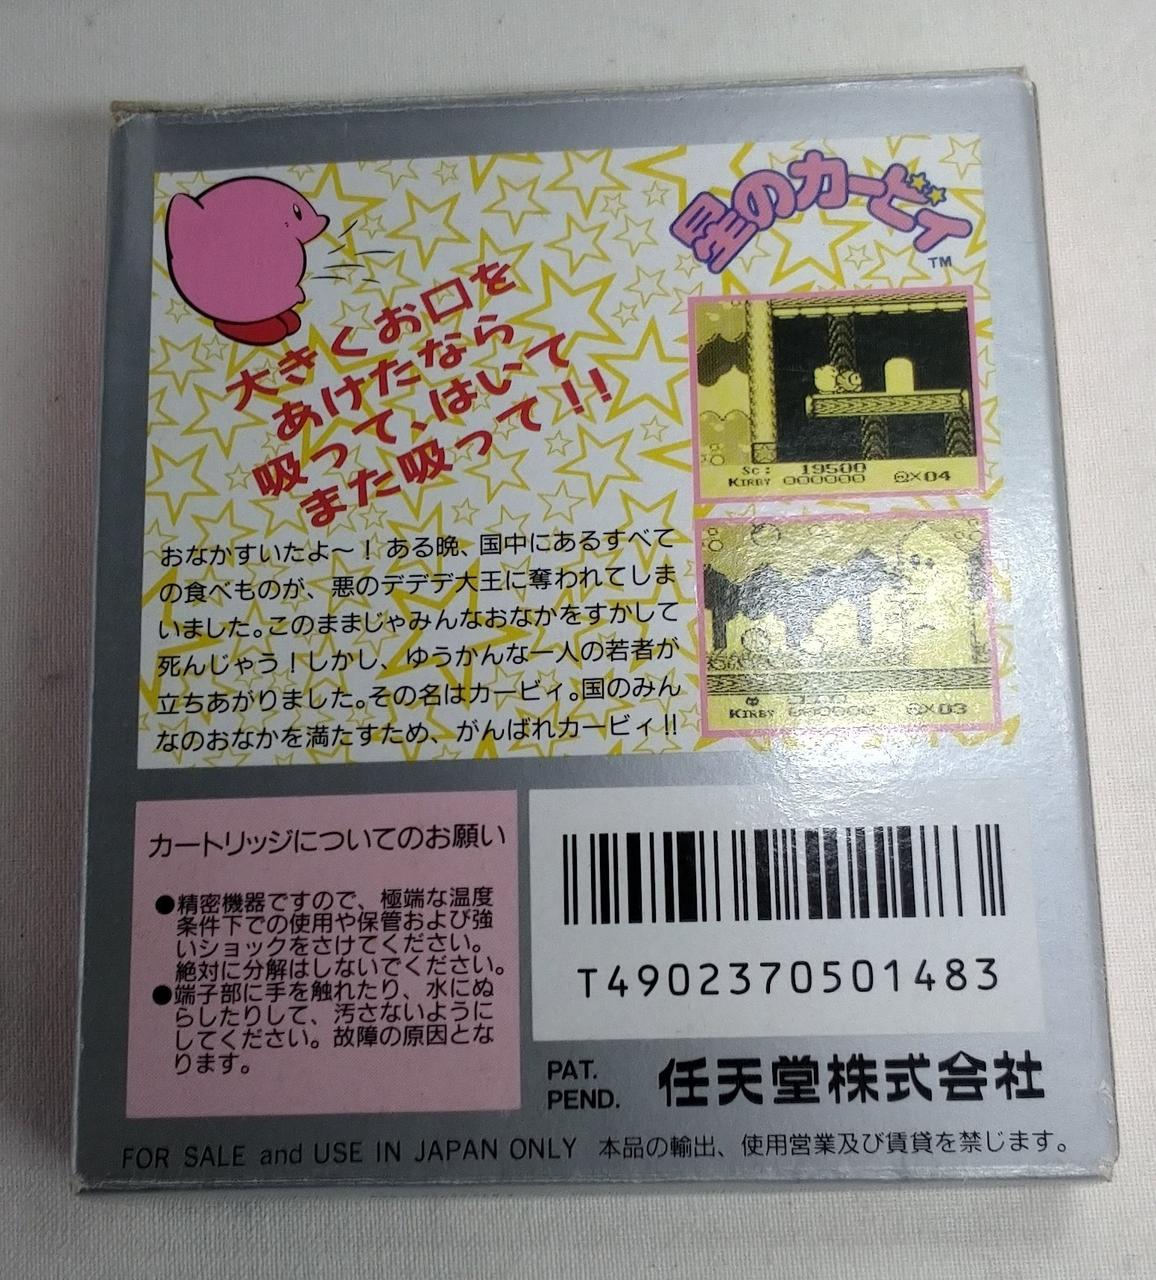 星のカービィ
TM
大きくお口を
あけたなら
吸って、はいて
また吸って!!
Sc: 19500
KIRBY 000000 ×04
KIRBY 000000 ×03
おなかすいたよ〜！ある晩、国中にあるすべて
の食べものが、悪のデデデ大王に奪われてしま
いました。このままじゃみんなおなかをすかして
死んじゃう！しかし、ゆうかんな一人の若者が
立ちあがりました。その名はカービィ。国のみん
なのおなかを満たすため、がんばれカービィ!!
カートリッジについてのお願い
●精密機器ですので、極端な温度
条件下での使用や保管および強
いショックをさけてください。
絶対に分解はしないでください。
●端子部に手を触れたり、水にぬ
らしたりして、汚さないように
してください。故障の原因とな
ります。
T4902370501483
PAT.
PEND.
任天堂株式会社
FOR SALE and USE IN JAPAN ONLY 本品の輸出、使用営業及び賃貸を禁じます。